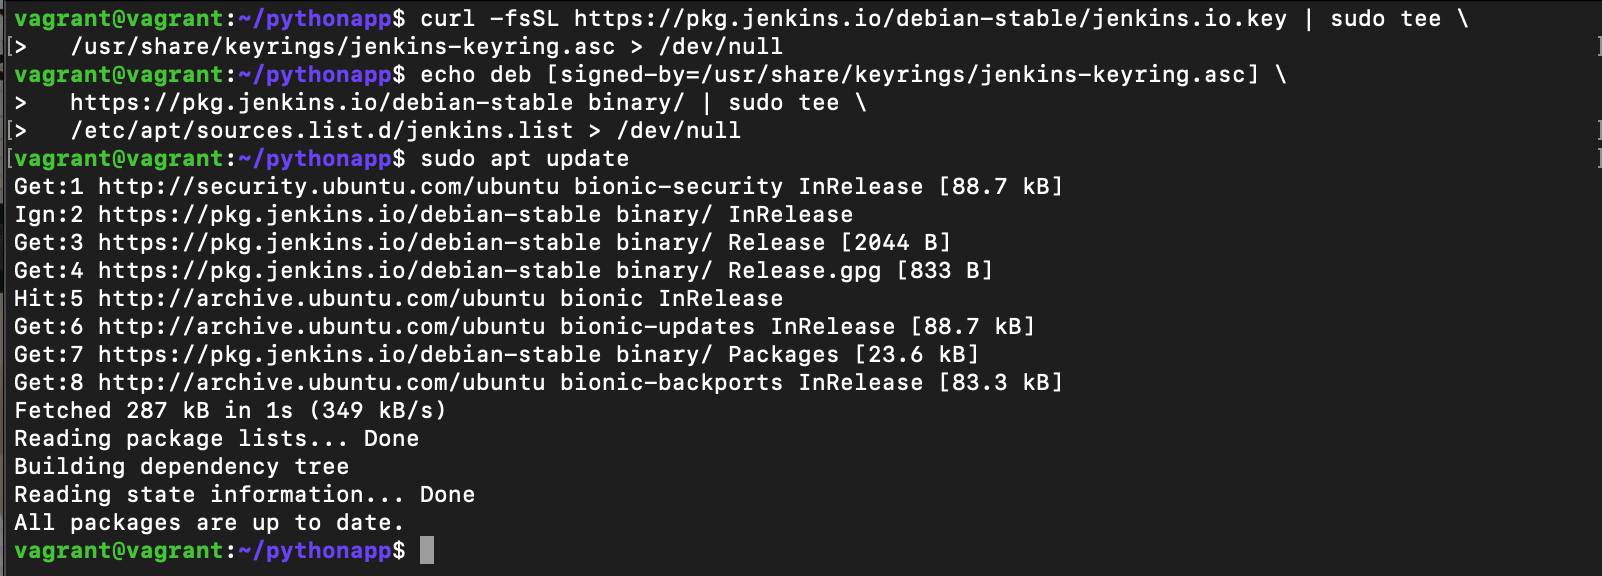 vagrant@vagrant:~/pythonapp$ curl -fsSL https://pkg.jenkins.io/debian-stable/jenkins.io.key | sudo tee \
[>   /usr/share/keyrings/jenkins-keyring.asc > /dev/null ]
vagrant@vagrant:~/pythonapp$ echo deb [signed-by=/usr/share/keyrings/jenkins-keyring.asc] \
>   https://pkg.jenkins.io/debian-stable binary/ | sudo tee \
[>   /etc/apt/sources.list.d/jenkins.list > /dev/null ]
[vagrant@vagrant:~/pythonapp$ sudo apt update ]
Get:1 http://security.ubuntu.com/ubuntu bionic-security InRelease [88.7 kB]
Ign:2 https://pkg.jenkins.io/debian-stable binary/ InRelease
Get:3 https://pkg.jenkins.io/debian-stable binary/ Release [2044 B]
Get:4 https://pkg.jenkins.io/debian-stable binary/ Release.gpg [833 B]
Hit:5 http://archive.ubuntu.com/ubuntu bionic InRelease
Get:6 http://archive.ubuntu.com/ubuntu bionic-updates InRelease [88.7 kB]
Get:7 https://pkg.jenkins.io/debian-stable binary/ Packages [23.6 kB]
Get:8 http://archive.ubuntu.com/ubuntu bionic-backports InRelease [83.3 kB]
Fetched 287 kB in 1s (349 kB/s)
Reading package lists... Done
Building dependency tree
Reading state information... Done
All packages are up to date.
vagrant@vagrant:~/pythonapp$